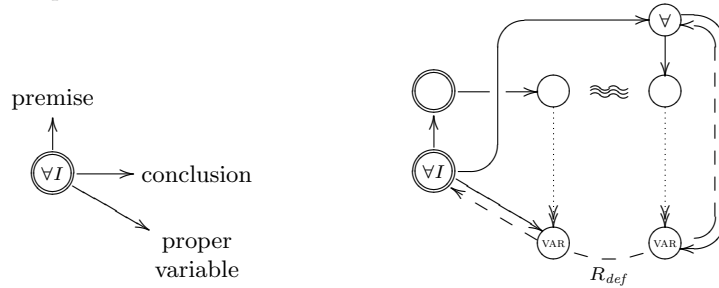 premise
∀I
conclusion
proper
variable
∀
∀I
VAR
VAR
R_def